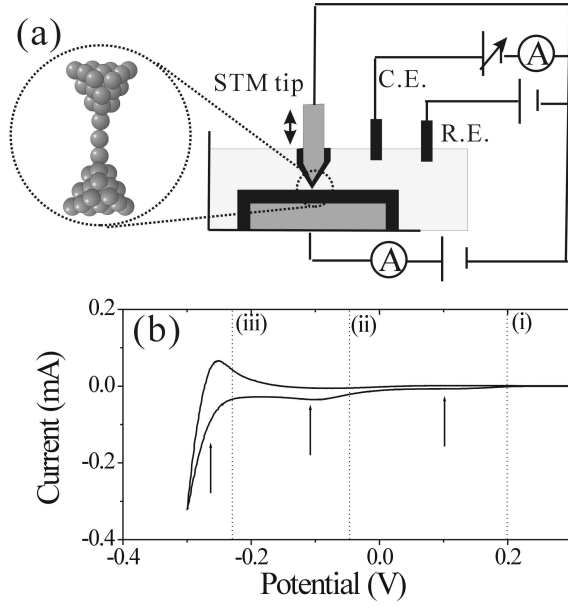 (a)
STM tip
C.E.
A
R.E.
A
(b)
(iii)
(ii)
(i)
0.2
0.0
-0.2
-0.4
Current (mA)
-0.4
-0.2
0.0
0.2
Potential (V)